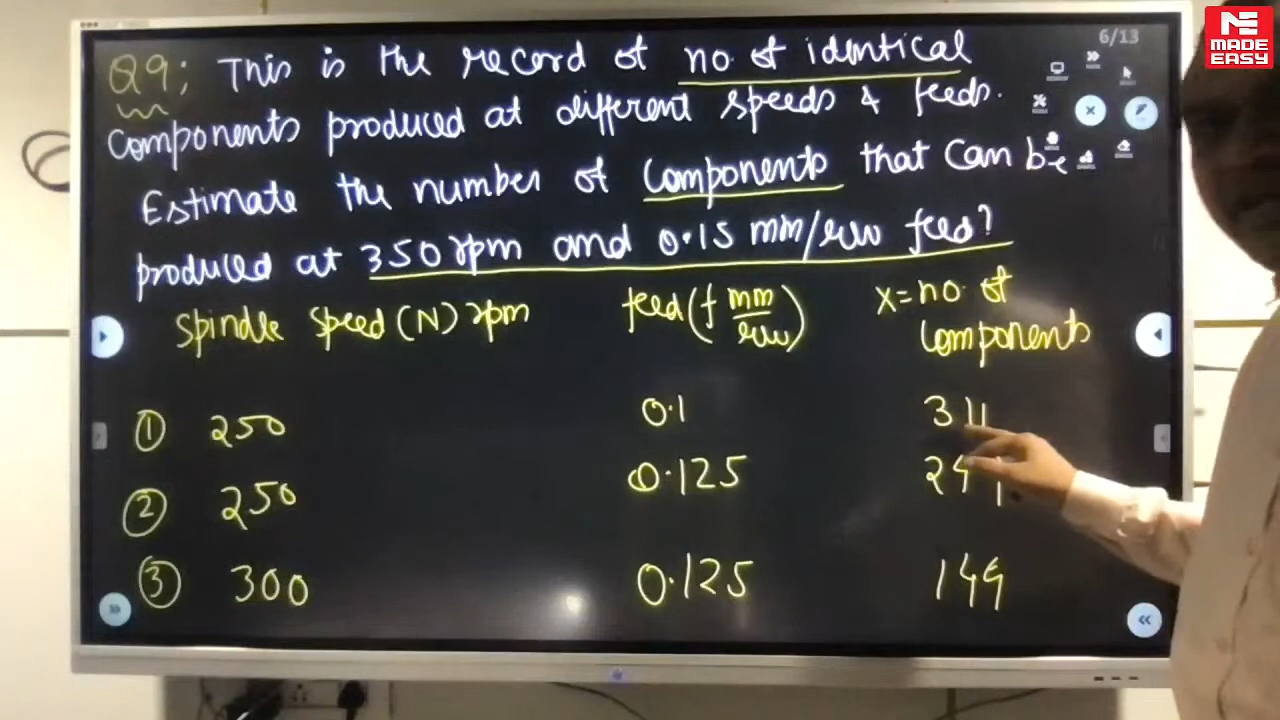 MADE EASY
6/13
Q9; This is the record of no. of identical
Components produced at different speeds & feeds.
Estimate the number of Components that can be
produced at 350 rpm and 0.15 mm/rev feed?
Spindle speed (N) rpm feed (f mm/rev) x = no. of components
① 250 0.1 311
② 250 0.125
③ 300 0.125 149